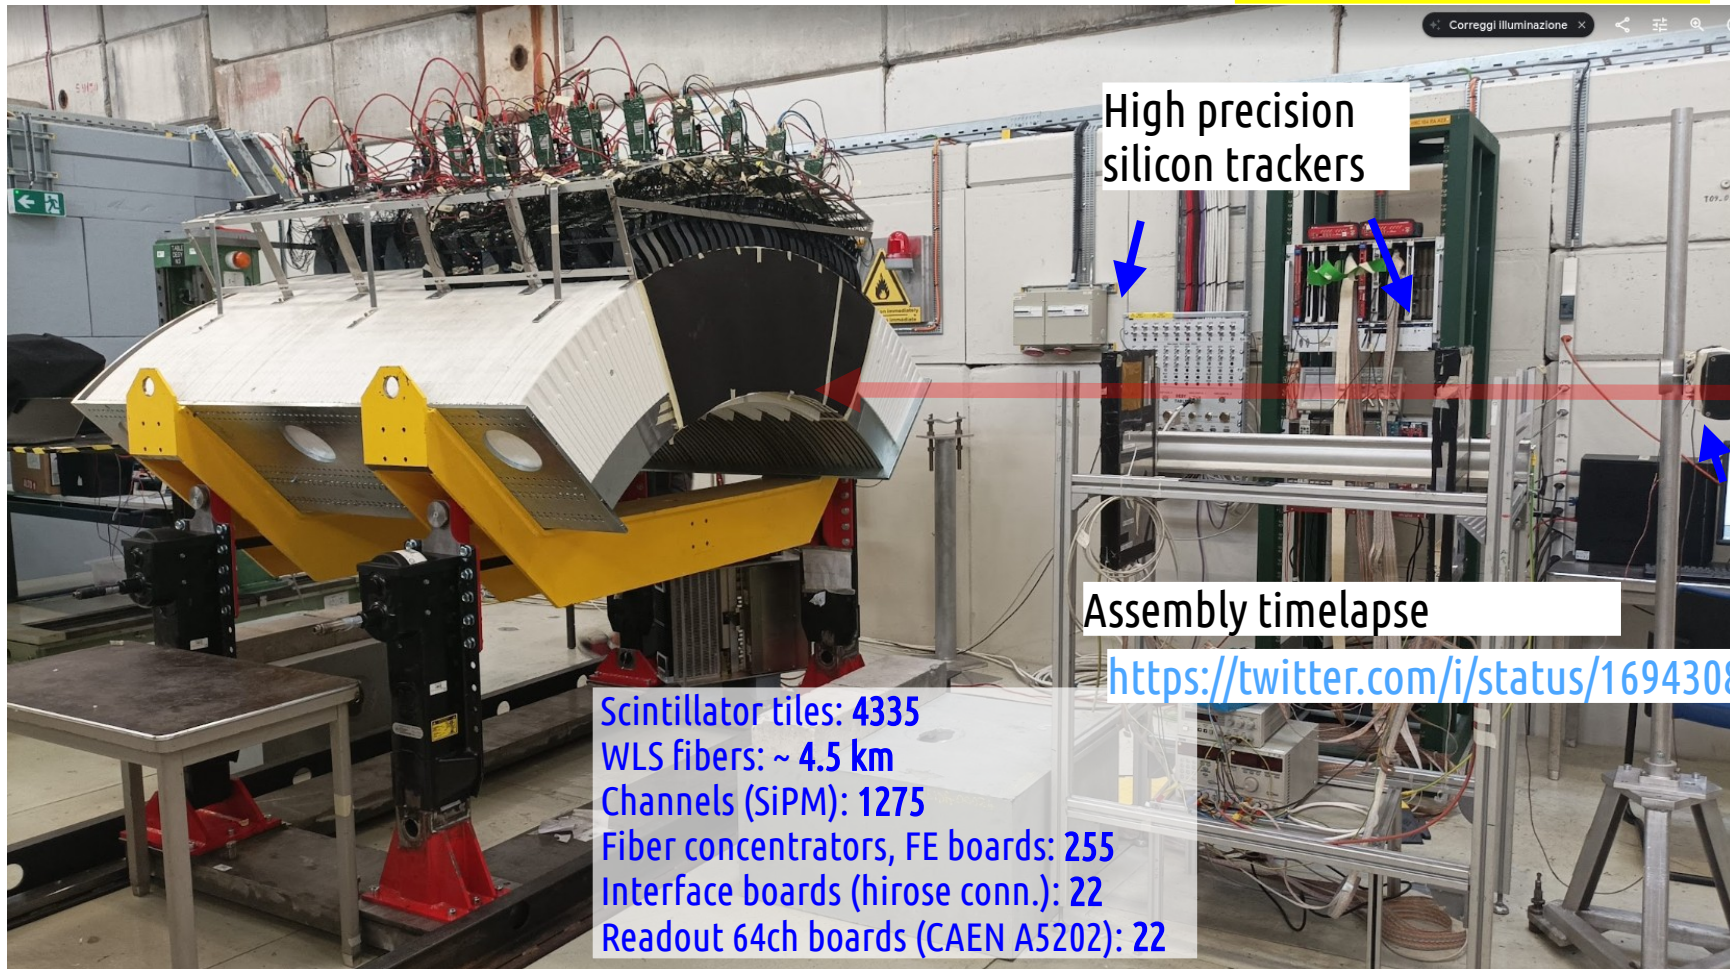 Correggi illuminazione
High precision
silicon trackers
Assembly timelapse
https://twitter.com/i/status/169430
Scintillator tiles: 4335
WLS fibers: ~ 4.5 km
Channels (SiPM): 1275
Fiber concentrators, FE boards: 255
Interface boards (hirose conn.): 22
Readout 64ch boards (CAEN A5202): 22